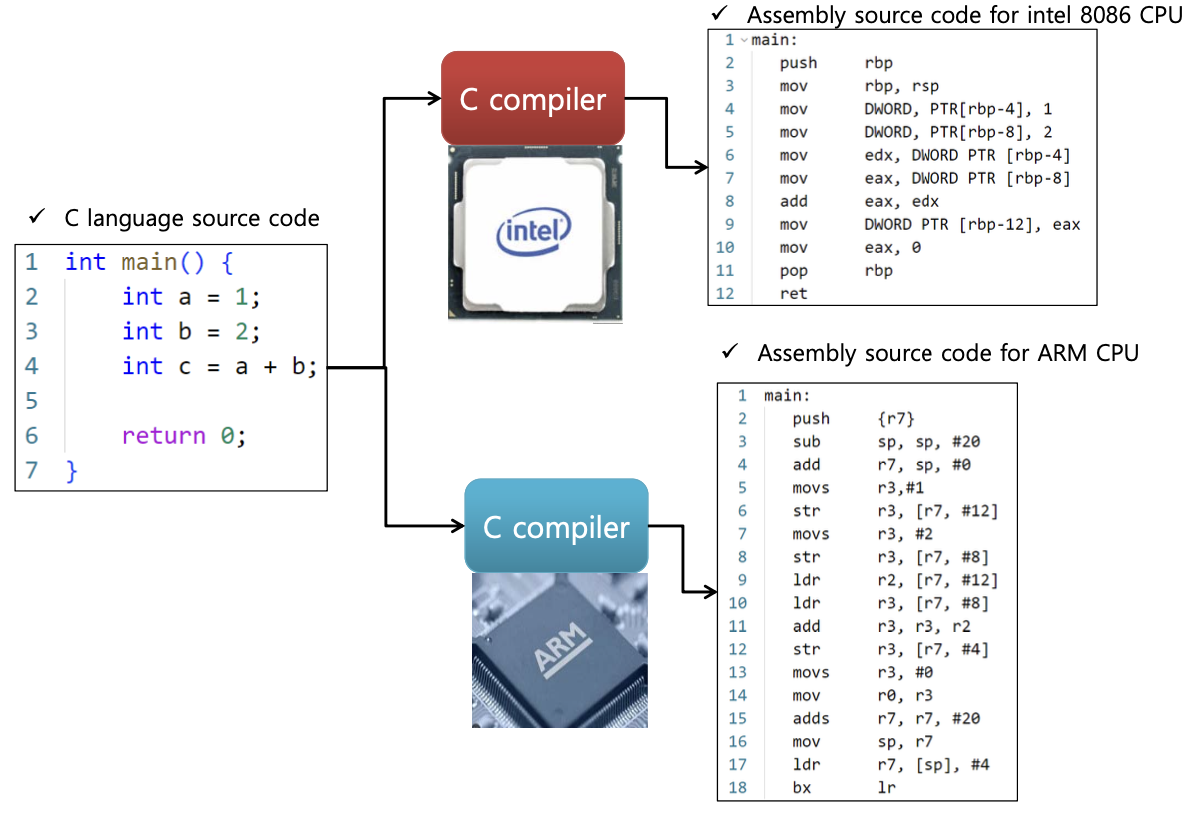 ✓ C language source code
1 int main() {
2 int a = 1;
3 int b = 2;
4 int c = a + b;
5
6 return 0;
7 }
C compiler
intel
✓ Assembly source code for intel 8086 CPU
1 main:
2 push rbp
3 mov rbp, rsp
4 mov DWORD, PTR[rbp-4], 1
5 mov DWORD, PTR[rbp-8], 2
6 mov edx, DWORD PTR [rbp-4]
7 mov eax, DWORD PTR [rbp-8]
8 add eax, edx
9 mov DWORD PTR [rbp-12], eax
10 mov eax, 0
11 pop rbp
12 ret
C compiler
ARM
✓ Assembly source code for ARM CPU
1 main:
2 push {r7}
3 sub sp, sp, #20
4 add r7, sp, #0
5 movs r3,#1
6 str r3, [r7, #12]
7 movs r3, #2
8 str r3, [r7, #8]
9 ldr r2, [r7, #12]
10 ldr r3, [r7, #8]
11 add r3, r3, r2
12 str r3, [r7, #4]
13 movs r3, #0
14 mov r0, r3
15 adds r7, r7, #20
16 mov sp, r7
17 ldr r7, [sp], #4
18 bx lr